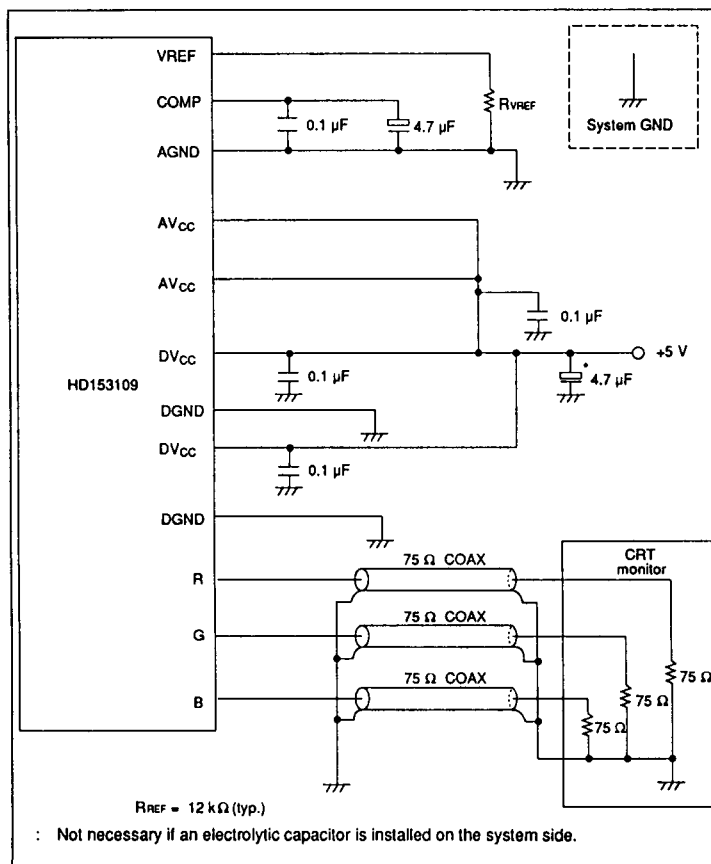 VREF
COMP
AGND
AVCC
AVCC
DVCC
DGND
DVCC
DGND
R
G
B
HD153109
0.1 µF
4.7 µF
RVREF
System GND
0.1 µF
0.1 µF
+5 V
*
4.7 µF
0.1 µF
75 Ω COAX
75 Ω COAX
75 Ω COAX
CRT
monitor
75 Ω
75 Ω
75 Ω
RREF = 12 kΩ (typ.)
: Not necessary if an electrolytic capacitor is installed on the system side.